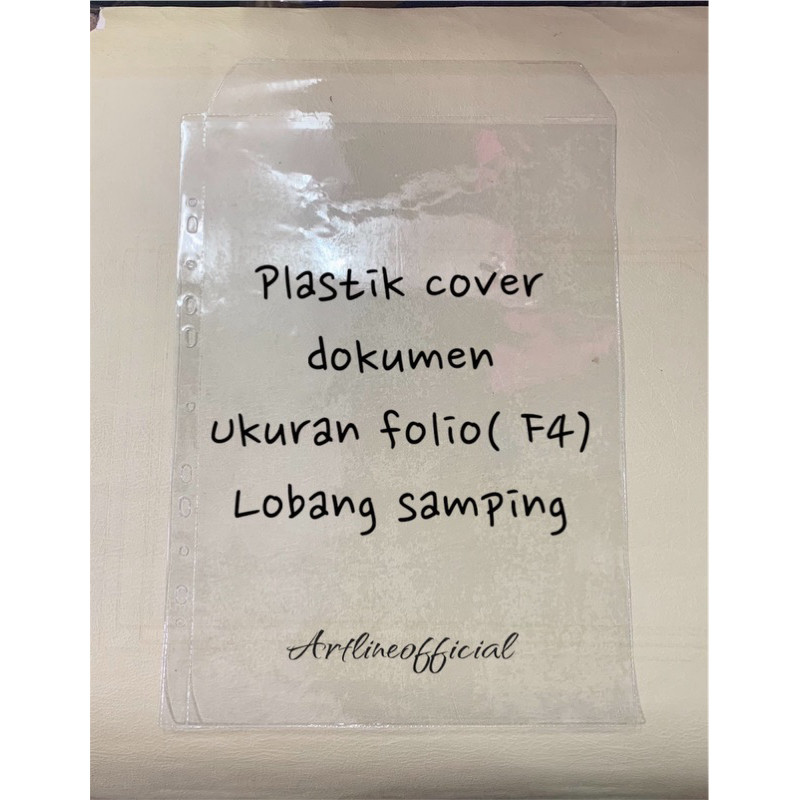 Plastik cover
dokumen
ukuran folio( F4)
Lobang samping
Artlineofficial